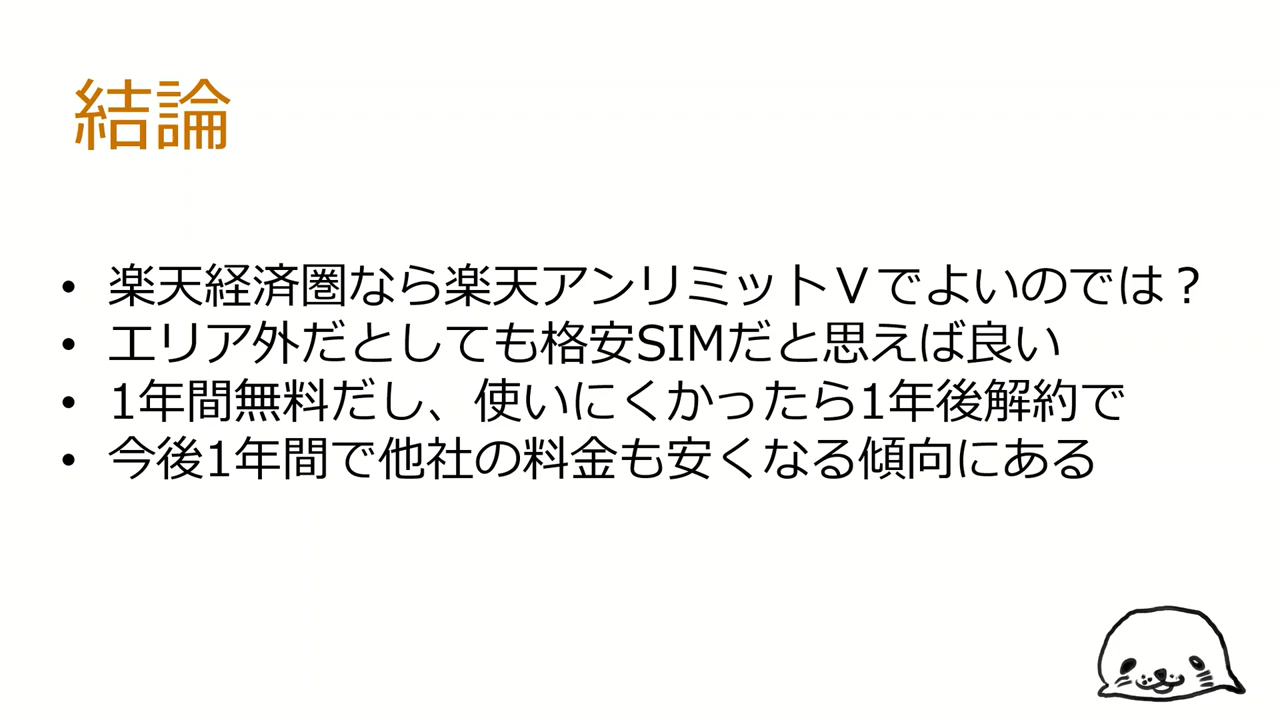 結論
• 楽天経済圏なら楽天アンリミットVでよいのでは？
• エリア外だとしても格安SIMだと思えば良い
• 1年間無料だし、使いにくかったら1年後解約で
• 今後1年間で他社の料金も安くなる傾向にある